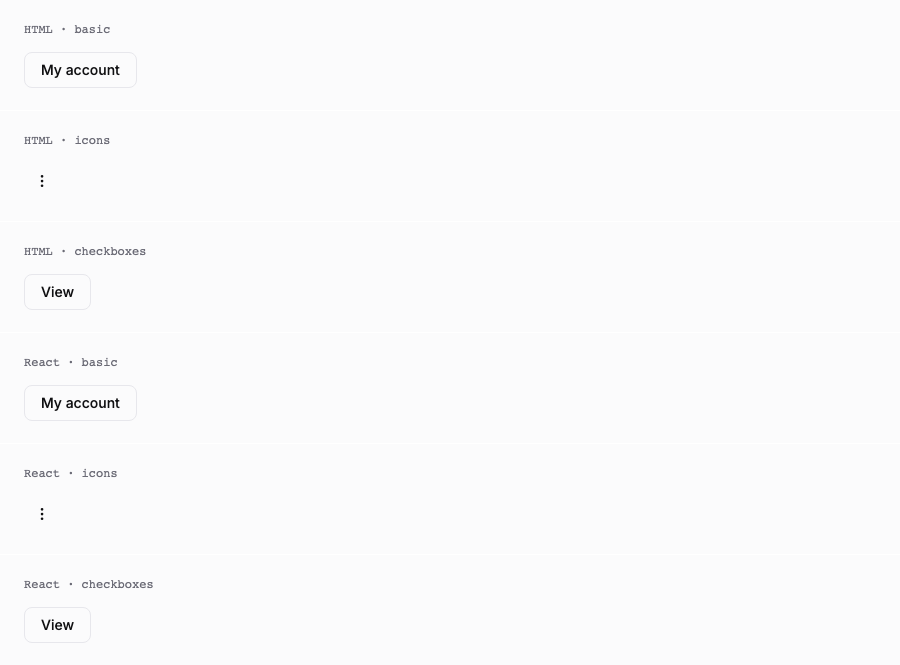 HTML · basic
My account
HTML · icons
HTML · checkboxes
View
React · basic
My account
React · icons
React · checkboxes
View